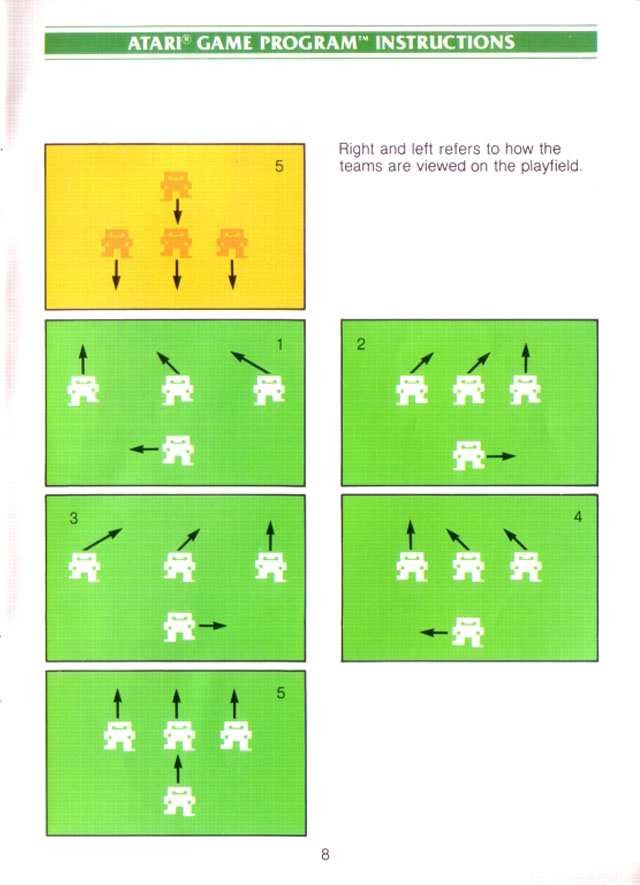 ATARI® GAME PROGRAM™ INSTRUCTIONS
Right and left refers to how the
teams are viewed on the playfield.
5
1
2
3
4
5
8